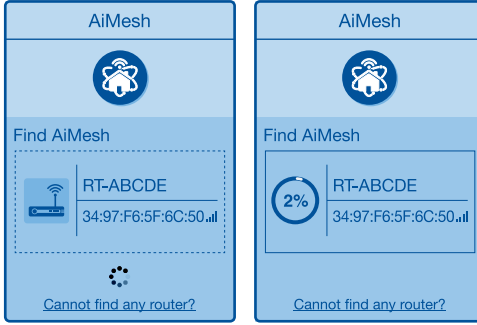 AiMesh
Find AiMesh
RT-ABCDE
34:97:F6:5F:6C:50
Cannot find any router?
AiMesh
Find AiMesh
2%
RT-ABCDE
34:97:F6:5F:6C:50
Cannot find any router?